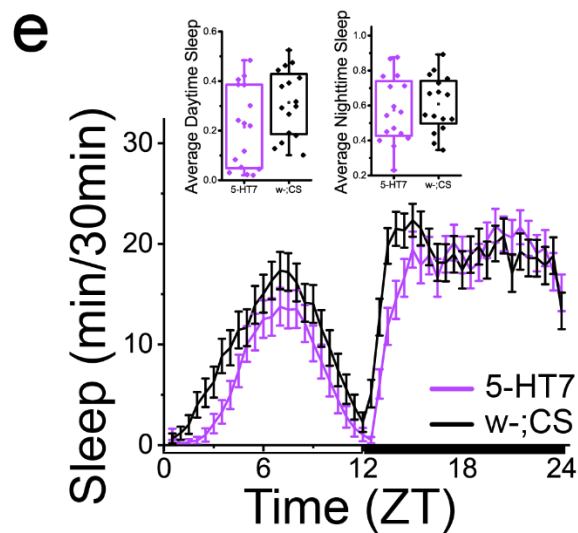 e
Average Daytime Sleep
0.6
0.4
0.2
0.0
5-HT7 w-;CS
Average Nighttime Sleep
1.0
0.8
0.6
0.4
0.2
5-HT7 w-;CS
Sleep (min/30min)
30
20
10
0
5-HT7
w-;CS
0 6 12 18 24
Time (ZT)